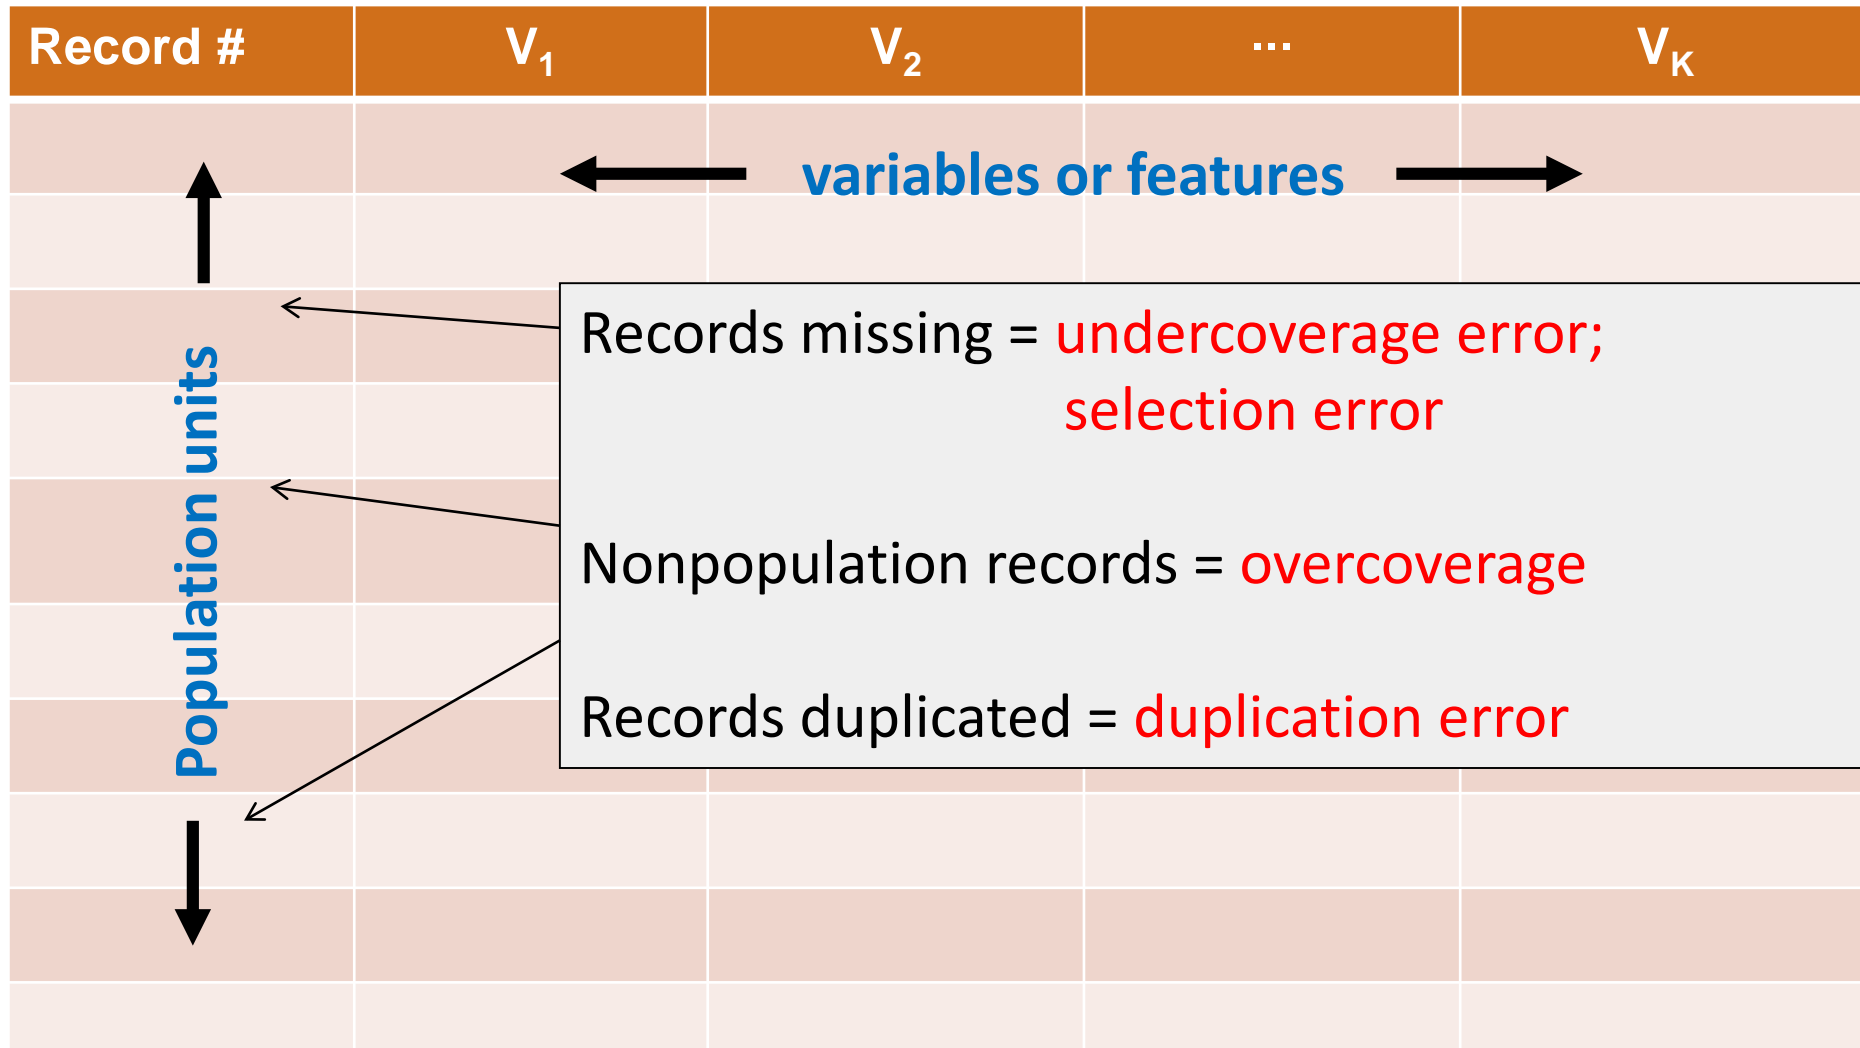 Record # V₁ V₂ ... V_K
variables or features
Population units
Records missing = undercoverage error;
selection error
Nonpopulation records = overcoverage
Records duplicated = duplication error